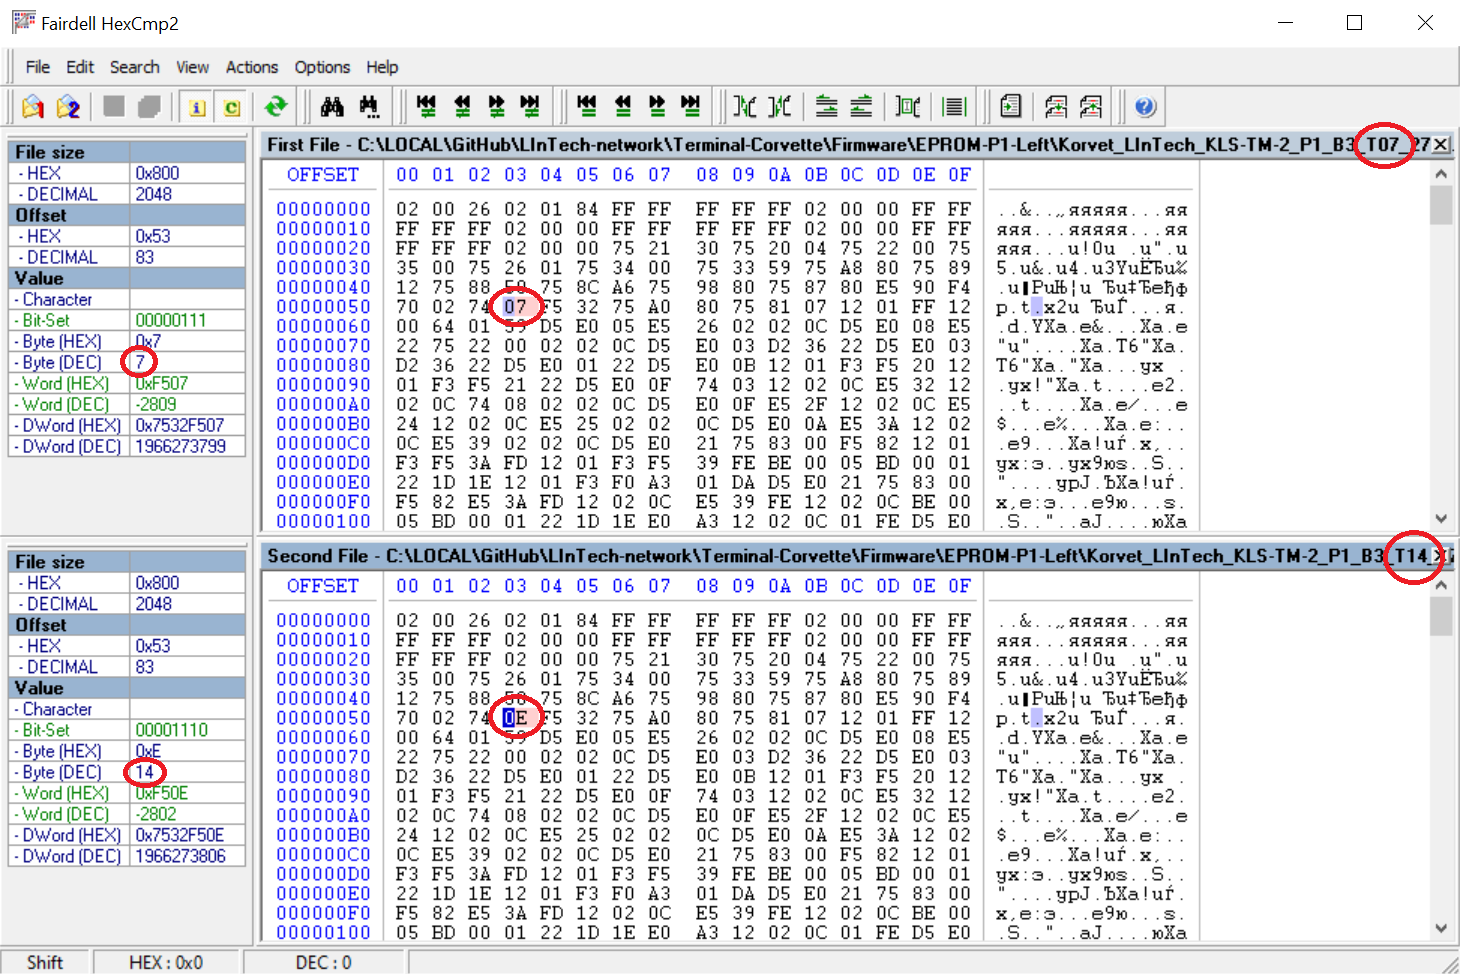 Fairdell HexCmp2
File Edit Search View Actions Options Help
File size
- HEX 0x800
- DECIMAL 2048
Offset
- HEX 0x53
- DECIMAL 83
Value
- Character
- Bit-Set 00000111
- Byte (HEX) 0x7
- Byte (DEC) 7
- Word (HEX) 0xF507
- Word (DEC) -2809
- DWord (HEX) 0x7532F507
- DWord (DEC) 1966273799
First File - C:\LOCAL\GitHub\LInTech-network\Terminal-Corvette\Firmware\EPROM-P1-Left\Korvet_LInTech_KLS-TM-2_P1_B3_T07_27
OFFSET 00 01 02 03 04 05 06 07 08 09 0A 0B 0C 0D 0E 0F
00000000 02 00 26 02 01 84 FF FF FF FF FF 02 00 00 FF FF ..&..„яяяяя...яя
00000010 FF FF FF 02 00 00 FF FF FF FF FF 02 00 00 FF FF яяя...яяяяя...яя
00000020 FF FF FF 02 00 00 75 21 30 75 20 04 75 22 00 75 яяя...u!0u .u".u
00000030 35 00 75 26 01 75 34 00 75 33 59 75 A8 80 75 89 5.u&.u4.u3YuЁЂu‰
00000040 12 75 88 50 75 8C A6 75 98 80 75 87 80 E5 90 F4 .u▮PuЊ¦u Ђu‡Ђеђф
00000050 70 02 74 07 F5 32 75 A0 80 75 81 07 12 01 FF 12 p.t.х2u ЂuЃ...я.
00000060 00 64 01 59 D5 E0 05 E5 26 02 02 0C D5 E0 08 E5 .d.YХа.е&...Ха.е
00000070 22 75 22 00 02 02 0C D5 E0 03 D2 36 22 D5 E0 03 "u"....Ха.Т6"Ха.
00000080 D2 36 22 D5 E0 01 22 D5 E0 0B 12 01 F3 F5 20 12 Т6"Ха."Ха...ух .
00000090 01 F3 F5 21 22 D5 E0 0F 74 03 12 02 0C E5 32 12 .ух!"Ха.t....е2.
000000A0 02 0C 74 08 02 02 0C D5 E0 0F E5 2F 12 02 0C E5 ..t....Ха.е/...е
000000B0 24 12 02 0C E5 25 02 02 0C D5 E0 0A E5 3A 12 02 $...е%...Ха.е:..
000000C0 0C E5 39 02 02 0C D5 E0 21 75 83 00 F5 82 12 01 .е9...Ха!uѓ.х‚..
000000D0 F3 F5 3A FD 12 01 F3 F5 39 FE BE 00 05 BD 00 01 ух:э..ух9юѕ..Ѕ..
000000E0 22 1D 1E 12 01 F3 F0 A3 01 DA D5 E0 21 75 83 00 "....урЈ.ЪХа!uѓ.
000000F0 F5 82 E5 3A FD 12 02 0C E5 39 FE 12 02 0C BE 00 х‚е:э...е9ю...ѕ.
00000100 05 BD 00 01 22 1D 1E E0 A3 12 02 0C 01 FE D5 E0 .Ѕ.."..аЈ....юХа
File size
- HEX 0x800
- DECIMAL 2048
Offset
- HEX 0x53
- DECIMAL 83
Value
- Character
- Bit-Set 00001110
- Byte (HEX) 0xE
- Byte (DEC) 14
- Word (HEX) 0xF50E
- Word (DEC) -2802
- DWord (HEX) 0x7532F50E
- DWord (DEC) 1966273806
Second File - C:\LOCAL\GitHub\LInTech-network\Terminal-Corvette\Firmware\EPROM-P1-Left\Korvet_LInTech_KLS-TM-2_P1_B3_T14_
OFFSET 00 01 02 03 04 05 06 07 08 09 0A 0B 0C 0D 0E 0F
00000000 02 00 26 02 01 84 FF FF FF FF FF 02 00 00 FF FF ..&..„яяяяя...яя
00000010 FF FF FF 02 00 00 FF FF FF FF FF 02 00 00 FF FF яяя...яяяяя...яя
00000020 FF FF FF 02 00 00 75 21 30 75 20 04 75 22 00 75 яяя...u!0u .u".u
00000030 35 00 75 26 01 75 34 00 75 33 59 75 A8 80 75 89 5.u&.u4.u3YuЁЂu‰
00000040 12 75 88 50 75 8C A6 75 98 80 75 87 80 E5 90 F4 .u▮PuЊ¦u Ђu‡Ђеђф
00000050 70 02 74 0E F5 32 75 A0 80 75 81 07 12 01 FF 12 p.t.х2u ЂuЃ...я.
00000060 00 64 01 59 D5 E0 05 E5 26 02 02 0C D5 E0 08 E5 .d.YХа.е&...Ха.е
00000070 22 75 22 00 02 02 0C D5 E0 03 D2 36 22 D5 E0 03 "u"....Ха.Т6"Ха.
00000080 D2 36 22 D5 E0 01 22 D5 E0 0B 12 01 F3 F5 20 12 Т6"Ха."Ха...ух .
00000090 01 F3 F5 21 22 D5 E0 0F 74 03 12 02 0C E5 32 12 .ух!"Ха.t....е2.
000000A0 02 0C 74 08 02 02 0C D5 E0 0F E5 2F 12 02 0C E5 ..t....Ха.е/...е
000000B0 24 12 02 0C E5 25 02 02 0C D5 E0 0A E5 3A 12 02 $...е%...Ха.е:..
000000C0 0C E5 39 02 02 0C D5 E0 21 75 83 00 F5 82 12 01 .е9...Ха!uѓ.х‚..
000000D0 F3 F5 3A FD 12 01 F3 F5 39 FE BE 00 05 BD 00 01 ух:э..ух9юѕ..Ѕ..
000000E0 22 1D 1E 12 01 F3 F0 A3 01 DA D5 E0 21 75 83 00 "....урЈ.ЪХа!uѓ.
000000F0 F5 82 E5 3A FD 12 02 0C E5 39 FE 12 02 0C BE 00 х‚е:э...е9ю...ѕ.
00000100 05 BD 00 01 22 1D 1E E0 A3 12 02 0C 01 FE D5 E0 .Ѕ.."..аЈ....юХа
Shift HEX : 0x0 DEC : 0